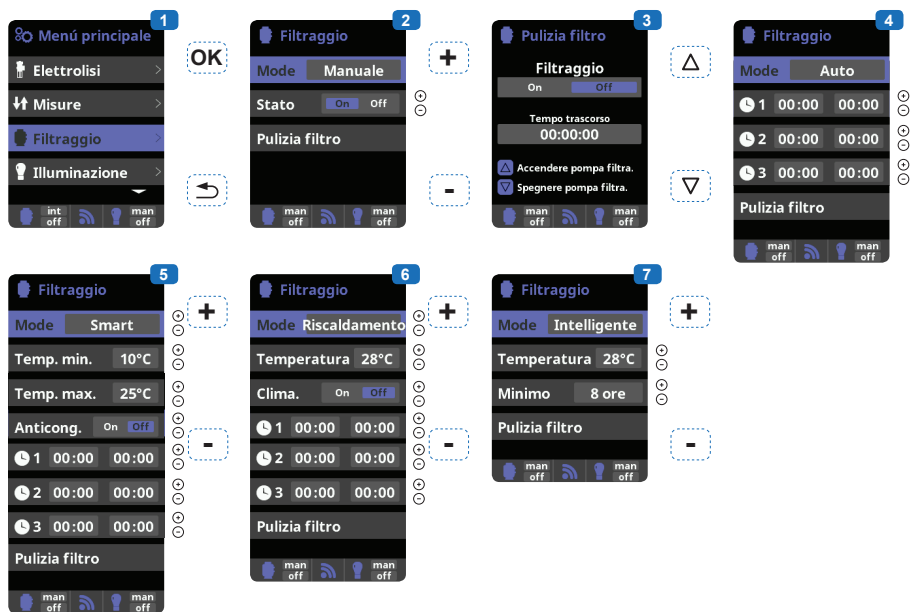 1
Menú principale
Elettrolisi
Misure
Filtraggio
Illuminazione
int off
man off
OK
2
Filtraggio
Mode Manuale
Stato On Off
Pulizia filtro
man off
man off
+
-
3
Pulizia filtro
Filtraggio
On Off
Tempo trascorso
00:00:00
Accendere pompa filtra.
Spegnere pompa filtra.
man off
man off
4
Filtraggio
Mode Auto
1 00:00 00:00
2 00:00 00:00
3 00:00 00:00
Pulizia filtro
man off
man off
5
Filtraggio
Mode Smart
Temp. min. 10°C
Temp. max. 25°C
Anticong. On Off
1 00:00 00:00
2 00:00 00:00
3 00:00 00:00
Pulizia filtro
man off
man off
+
-
6
Filtraggio
Mode Riscaldamento
Temperatura 28°C
Clima. On Off
1 00:00 00:00
2 00:00 00:00
3 00:00 00:00
Pulizia filtro
man off
man off
+
-
7
Filtraggio
Mode Intelligente
Temperatura 28°C
Minimo 8 ore
Pulizia filtro
man off
man off
+
-